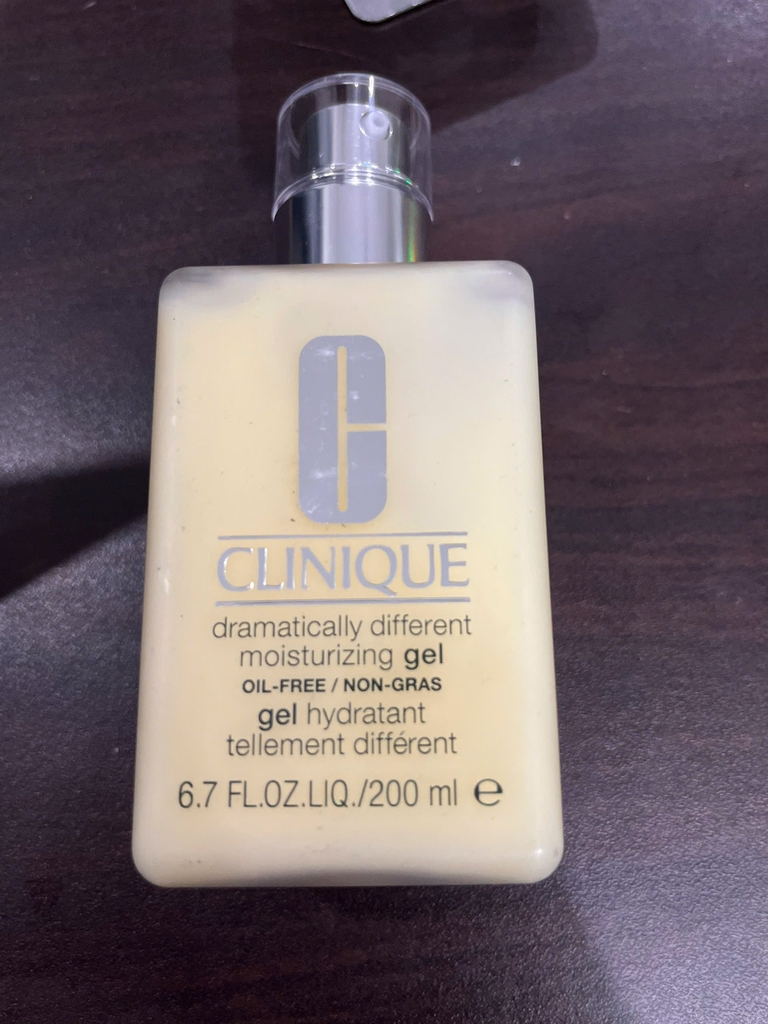 C
CLINIQUE
dramatically different
moisturizing gel
OIL-FREE / NON-GRAS
gel hydratant
tellement différent
6.7 FL.OZ.LIQ./200 ml ℮